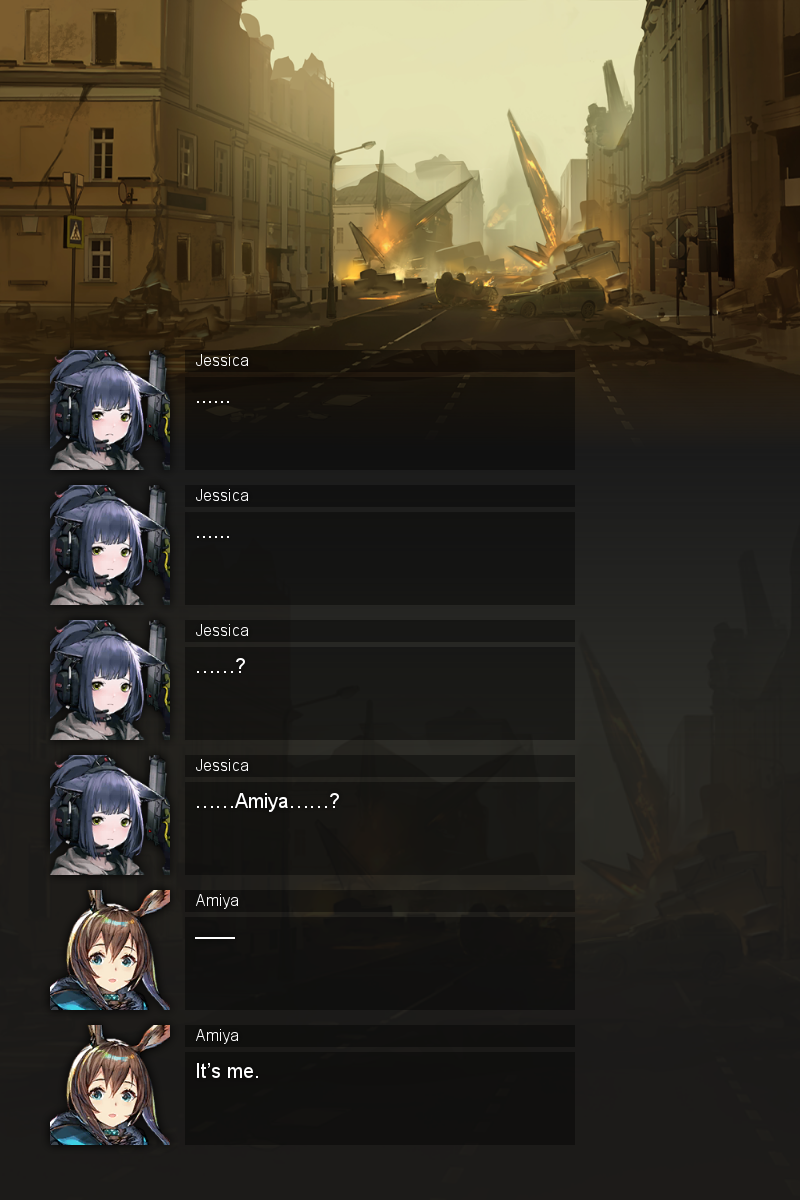 Jessica
……
Jessica
……
Jessica
……?
Jessica
……Amiya……?
Amiya
——
Amiya
It's me.